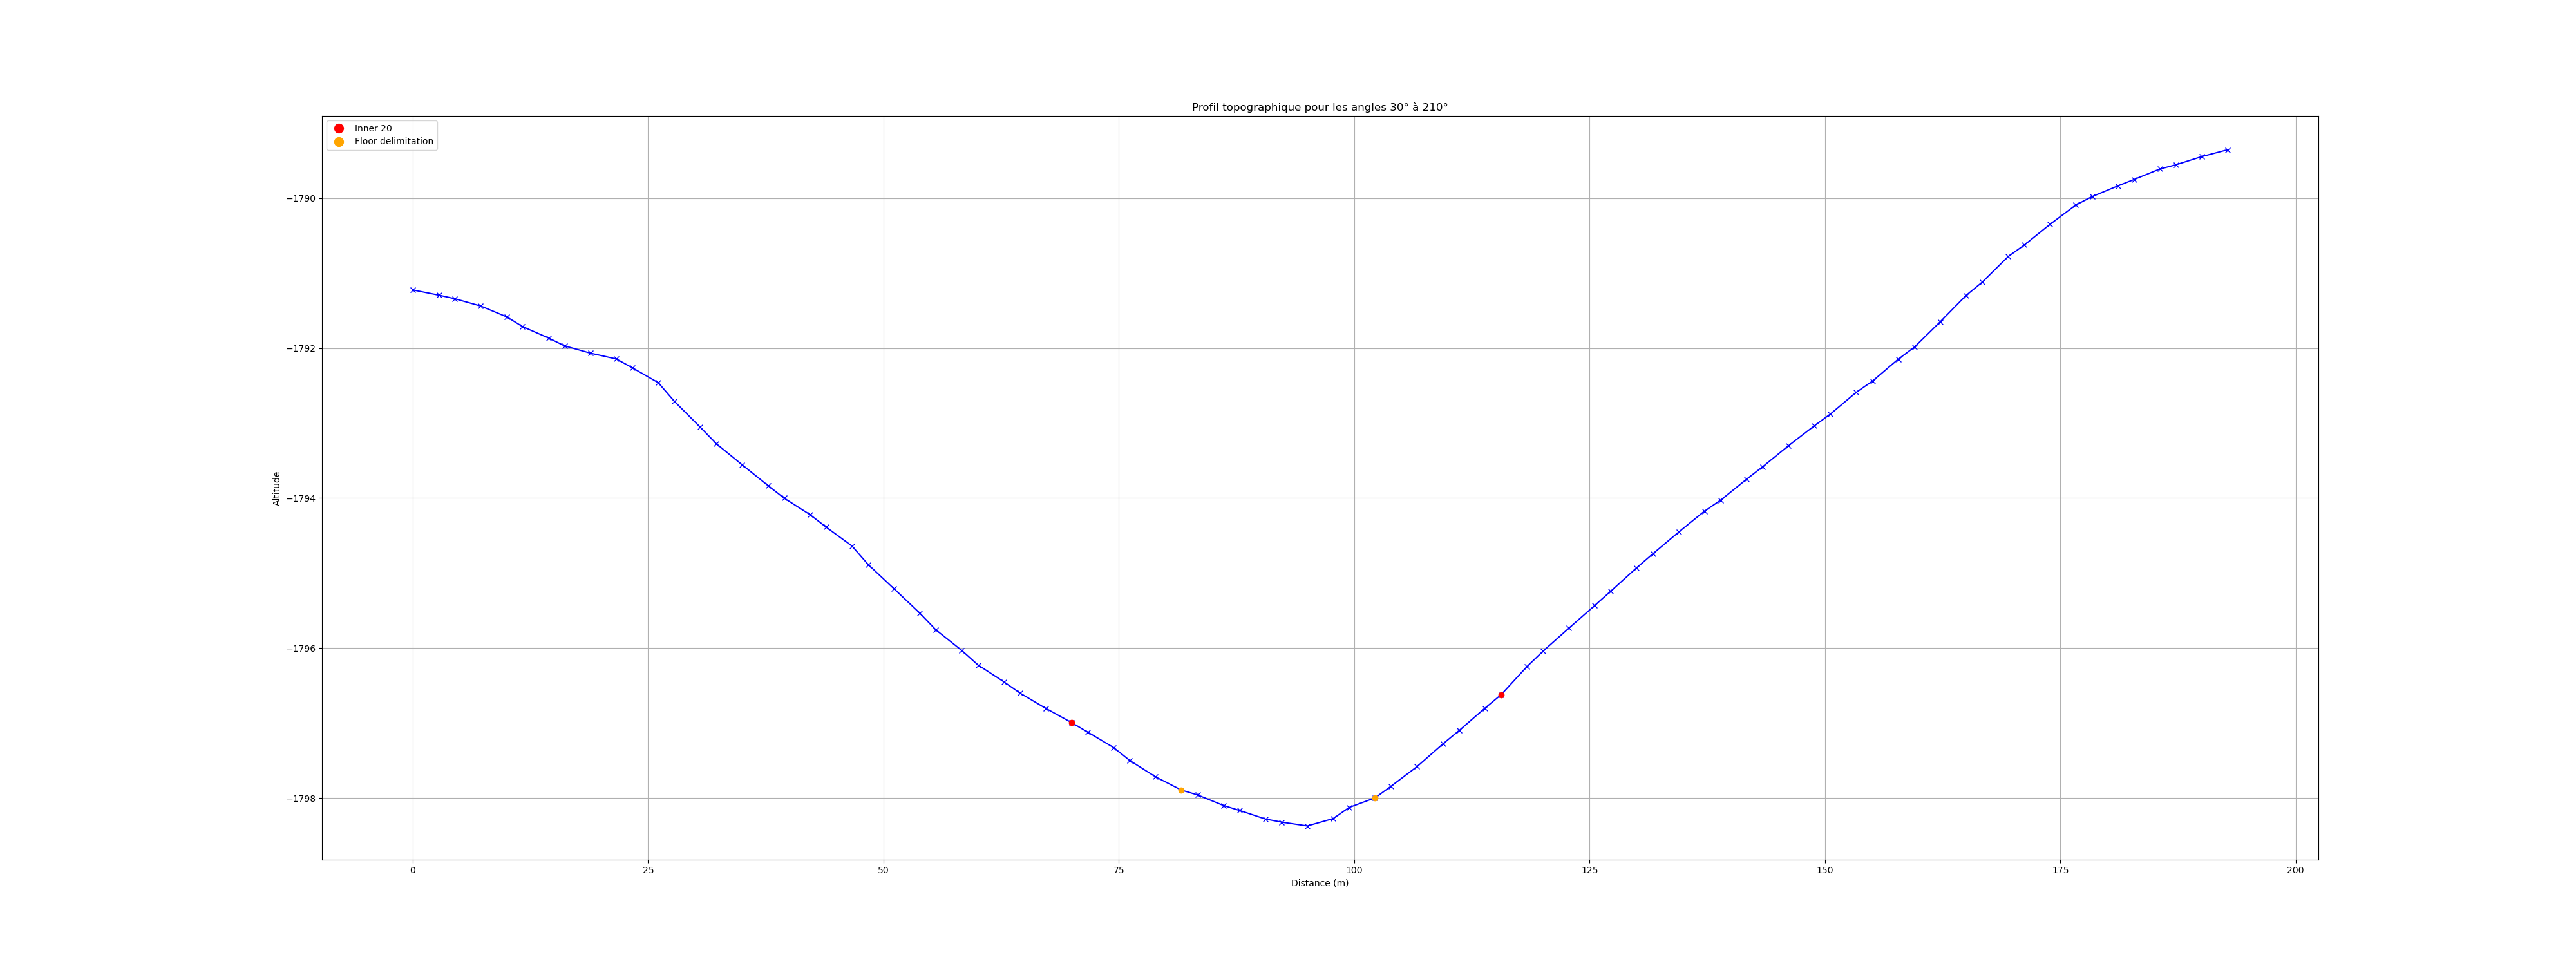 Profil topographique pour les angles 30° à 210°
Inner 20
Floor delimitation
−1790
−1792
−1794
−1796
−1798
Altitude
0 25 50 75 100 125 150 175 200
Distance (m)